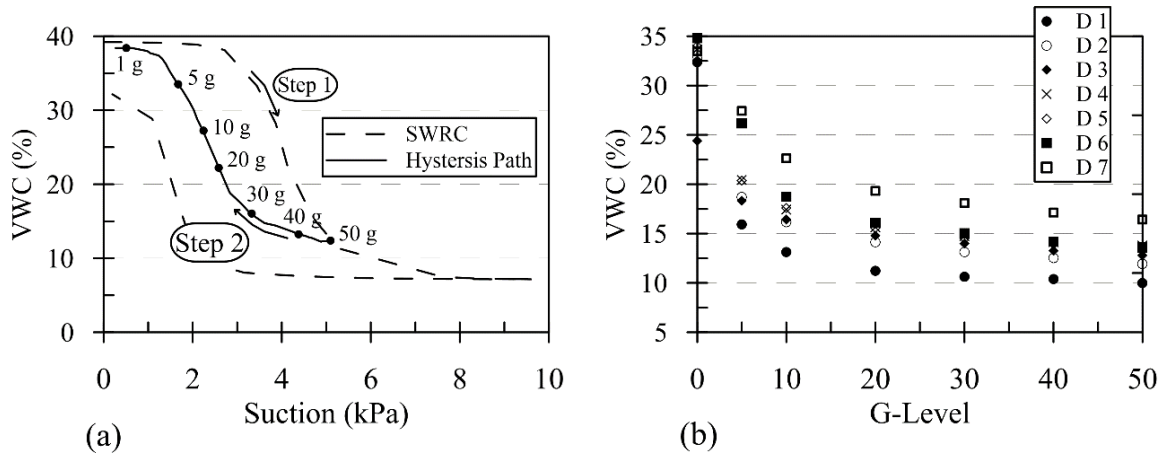 40
30
20
10
0
VWC (%)
1 g
5 g
10 g
20 g
30 g
40 g
50 g
Step 1
Step 2
SWRC
Hystersis Path
0 2 4 6 8 10
Suction (kPa)
(a)
35
30
25
20
15
10
5
VWC (%)
D 1
D 2
D 3
D 4
D 5
D 6
D 7
0 10 20 30 40 50
G-Level
(b)